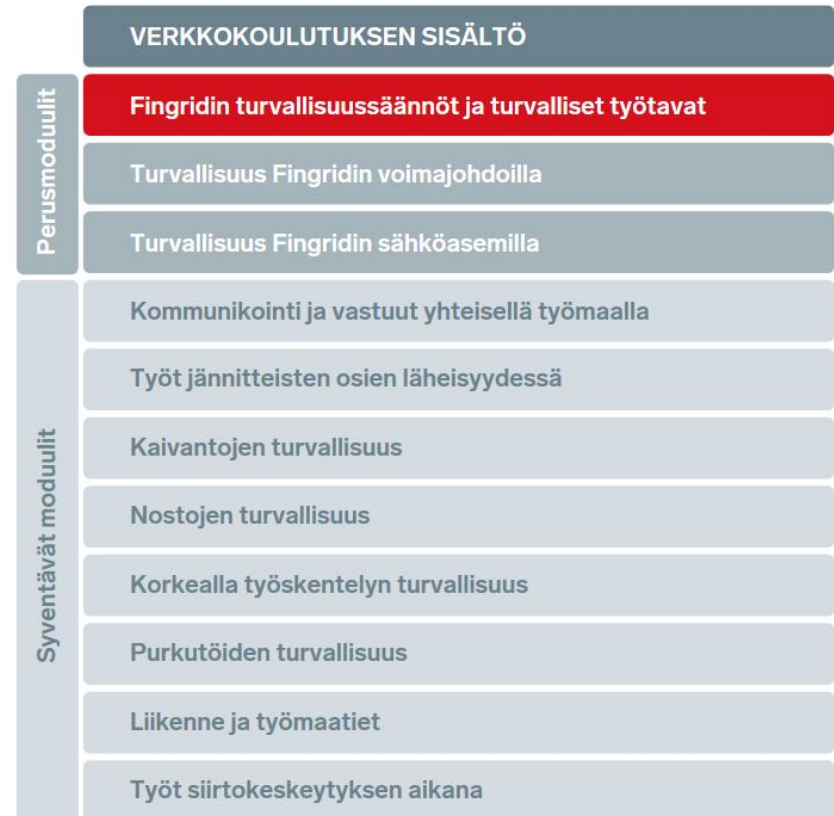 VERKKOKOULUTUKSEN SISÄLTÖ
Perusmoduulit
Fingridin turvallisuussäännöt ja turvalliset työtavat
Turvallisuus Fingridin voimajohdoilla
Turvallisuus Fingridin sähköasemilla
Syventävät moduulit
Kommunikointi ja vastuut yhteisellä työmaalla
Työt jännitteisten osien läheisyydessä
Kaivantojen turvallisuus
Nostojen turvallisuus
Korkealla työskentelyn turvallisuus
Purkutöiden turvallisuus
Liikenne ja työmaatiet
Työt siirtokeskeytyksen aikana